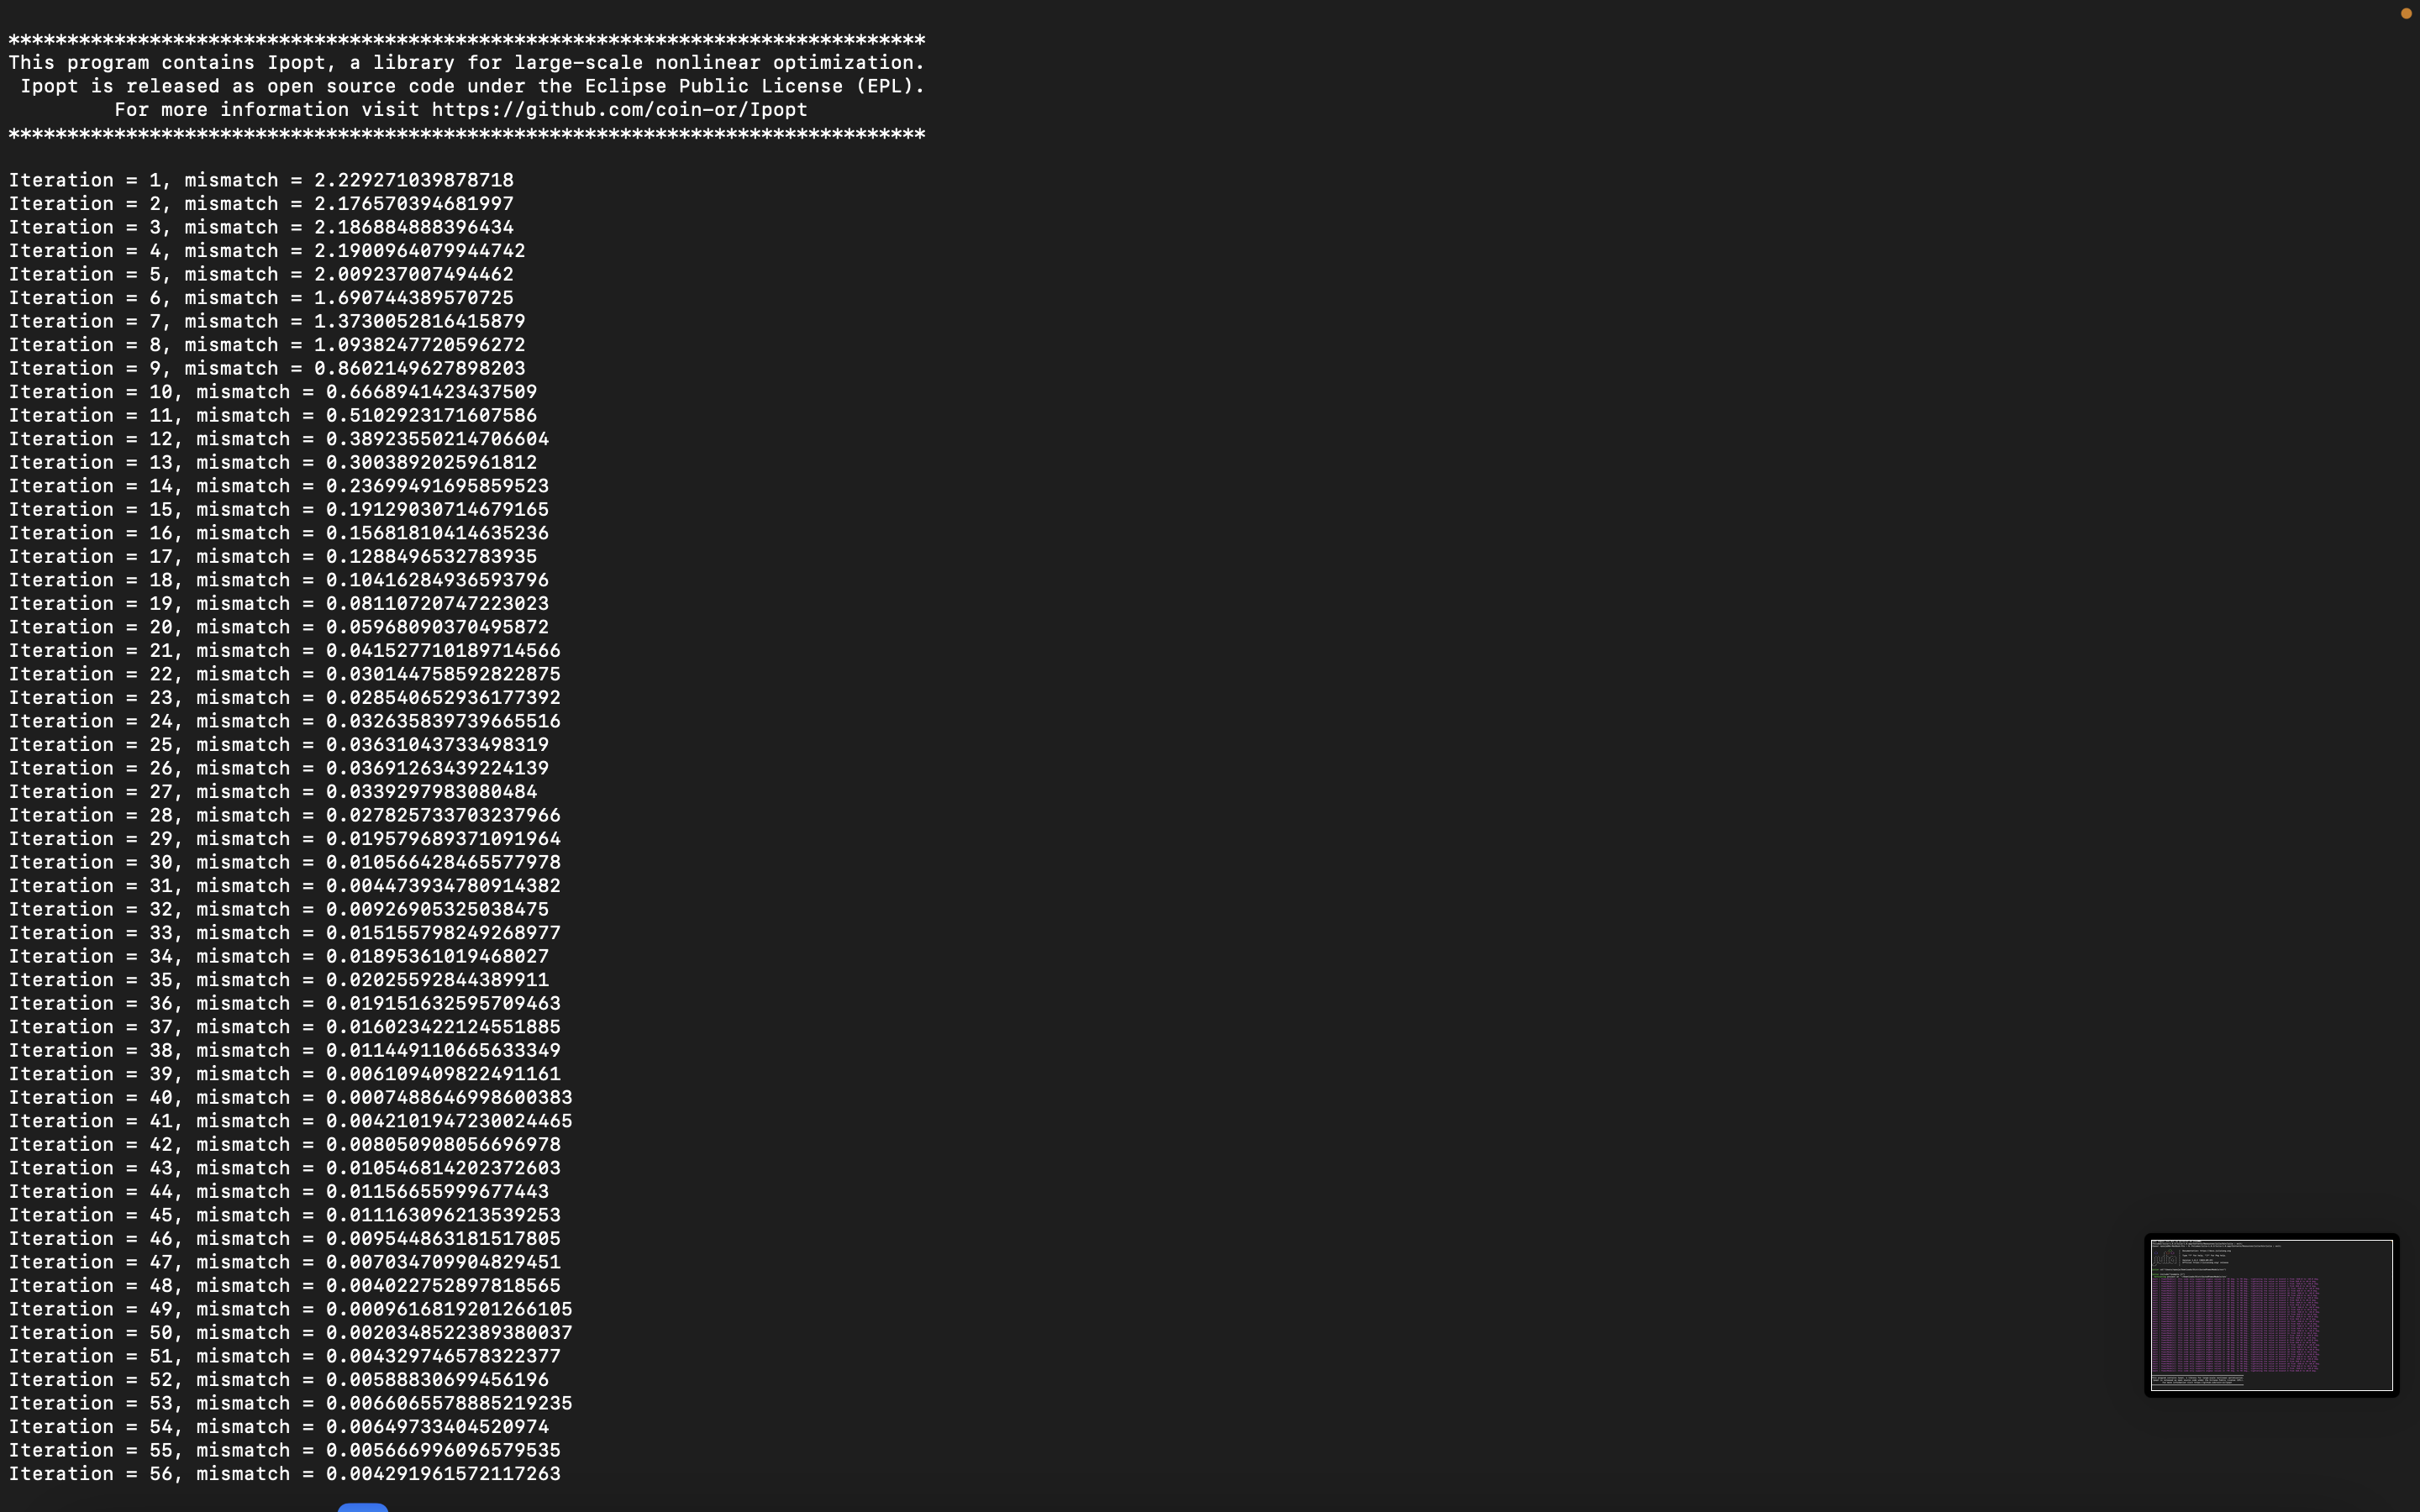 ******************************************************************************
This program contains Ipopt, a library for large-scale nonlinear optimization.
 Ipopt is released as open source code under the Eclipse Public License (EPL).
         For more information visit https://github.com/coin-or/Ipopt
******************************************************************************
Iteration = 1, mismatch = 2.229271039878718
Iteration = 2, mismatch = 2.176570394681997
Iteration = 3, mismatch = 2.186884888396434
Iteration = 4, mismatch = 2.1900964079944742
Iteration = 5, mismatch = 2.009237007494462
Iteration = 6, mismatch = 1.690744389570725
Iteration = 7, mismatch = 1.3730052816415879
Iteration = 8, mismatch = 1.0938247720596272
Iteration = 9, mismatch = 0.8602149627898203
Iteration = 10, mismatch = 0.6668941423437509
Iteration = 11, mismatch = 0.5102923171607586
Iteration = 12, mismatch = 0.38923550214706604
Iteration = 13, mismatch = 0.3003892025961812
Iteration = 14, mismatch = 0.23699491695859523
Iteration = 15, mismatch = 0.19129030714679165
Iteration = 16, mismatch = 0.15681810414635236
Iteration = 17, mismatch = 0.1288496532783935
Iteration = 18, mismatch = 0.10416284936593796
Iteration = 19, mismatch = 0.08110720747223023
Iteration = 20, mismatch = 0.05968090370495872
Iteration = 21, mismatch = 0.041527710189714566
Iteration = 22, mismatch = 0.030144758592822875
Iteration = 23, mismatch = 0.028540652936177392
Iteration = 24, mismatch = 0.032635839739665516
Iteration = 25, mismatch = 0.03631043733498319
Iteration = 26, mismatch = 0.03691263439224139
Iteration = 27, mismatch = 0.0339297983080484
Iteration = 28, mismatch = 0.027825733703237966
Iteration = 29, mismatch = 0.019579689371091964
Iteration = 30, mismatch = 0.010566428465577978
Iteration = 31, mismatch = 0.004473934780914382
Iteration = 32, mismatch = 0.00926905325038475
Iteration = 33, mismatch = 0.015155798249268977
Iteration = 34, mismatch = 0.01895361019468027
Iteration = 35, mismatch = 0.02025592844389911
Iteration = 36, mismatch = 0.019151632595709463
Iteration = 37, mismatch = 0.016023422124551885
Iteration = 38, mismatch = 0.011449110665633349
Iteration = 39, mismatch = 0.006109409822491161
Iteration = 40, mismatch = 0.0007488646998600383
Iteration = 41, mismatch = 0.0042101947230024465
Iteration = 42, mismatch = 0.008050908056696978
Iteration = 43, mismatch = 0.010546814202372603
Iteration = 44, mismatch = 0.01156655999677443
Iteration = 45, mismatch = 0.011163096213539253
Iteration = 46, mismatch = 0.009544863181517805
Iteration = 47, mismatch = 0.007034709904829451
Iteration = 48, mismatch = 0.004022752897818565
Iteration = 49, mismatch = 0.0009616819201266105
Iteration = 50, mismatch = 0.0020348522389380037
Iteration = 51, mismatch = 0.004329746578322377
Iteration = 52, mismatch = 0.00588830699456196
Iteration = 53, mismatch = 0.0066065578885219235
Iteration = 54, mismatch = 0.00649733404520974
Iteration = 55, mismatch = 0.005666996096579535
Iteration = 56, mismatch = 0.004291961572117263